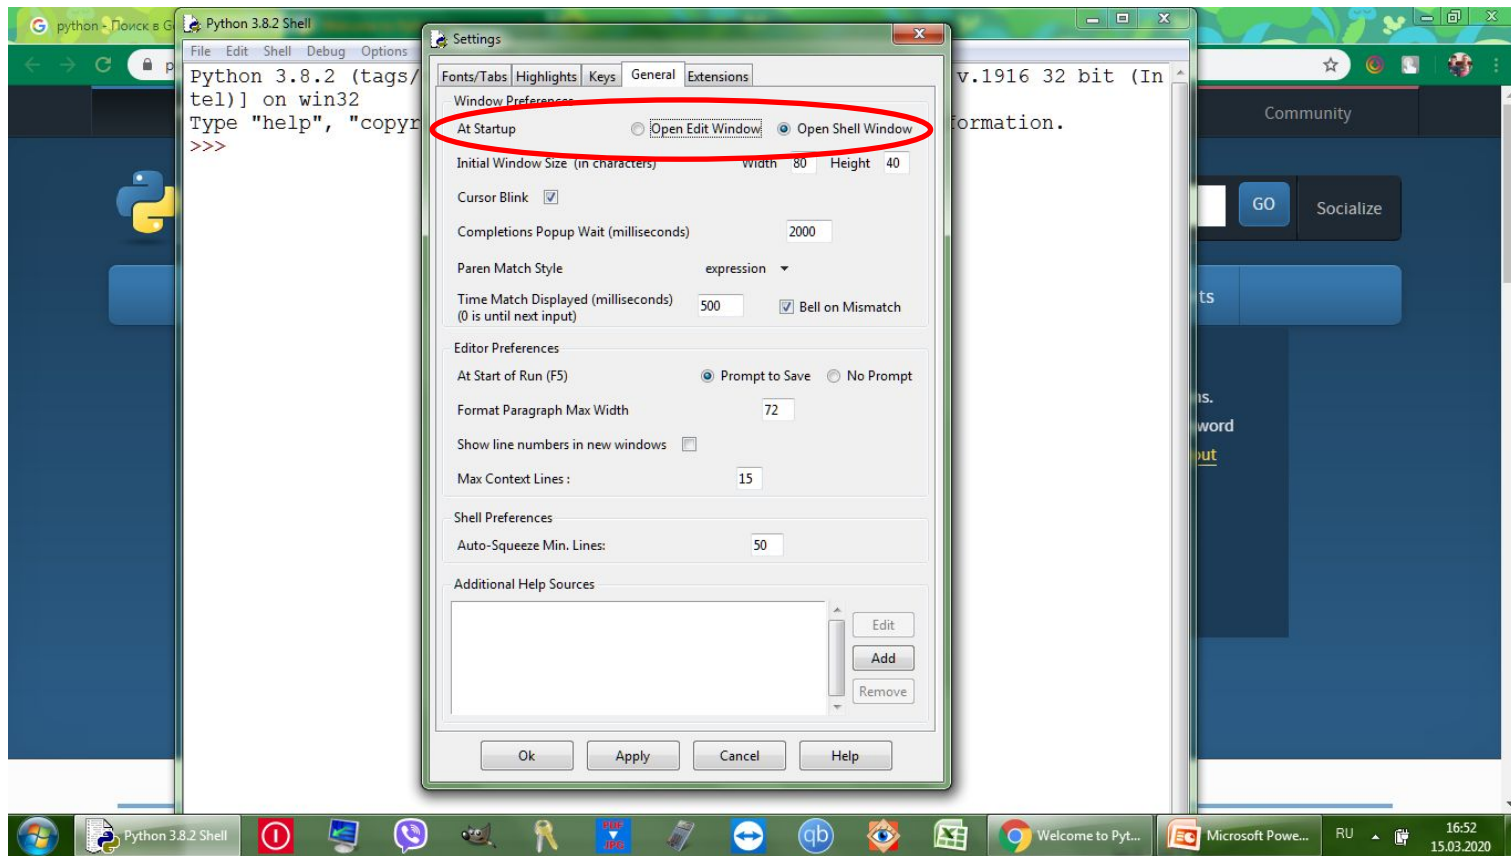 python - Поиск в G
Python 3.8.2 Shell
Settings
File Edit Shell Debug Options
Python 3.8.2 (tags/
v.1916 32 bit (In
tel)] on win32
Type "help", "copyr
ormation.
>>>
Fonts/Tabs Highlights Keys General Extensions
Window Preferences
At Startup Open Edit Window Open Shell Window
Initial Window Size (in characters) Width 80 Height 40
Cursor Blink
Completions Popup Wait (milliseconds) 2000
Paren Match Style expression
Time Match Displayed (milliseconds)
(0 is until next input) 500 Bell on Mismatch
Editor Preferences
At Start of Run (F5) Prompt to Save No Prompt
Format Paragraph Max Width 72
Show line numbers in new windows
Max Context Lines : 15
Shell Preferences
Auto-Squeeze Min. Lines: 50
Additional Help Sources
Edit
Add
Remove
Ok Apply Cancel Help
Community
GO Socialize
ts
ns.
word
out
Python 3.8.2 Shell
PDF
JPG
qb
Welcome to Pyt...
Microsoft Powe...
RU
16:52
15.03.2020